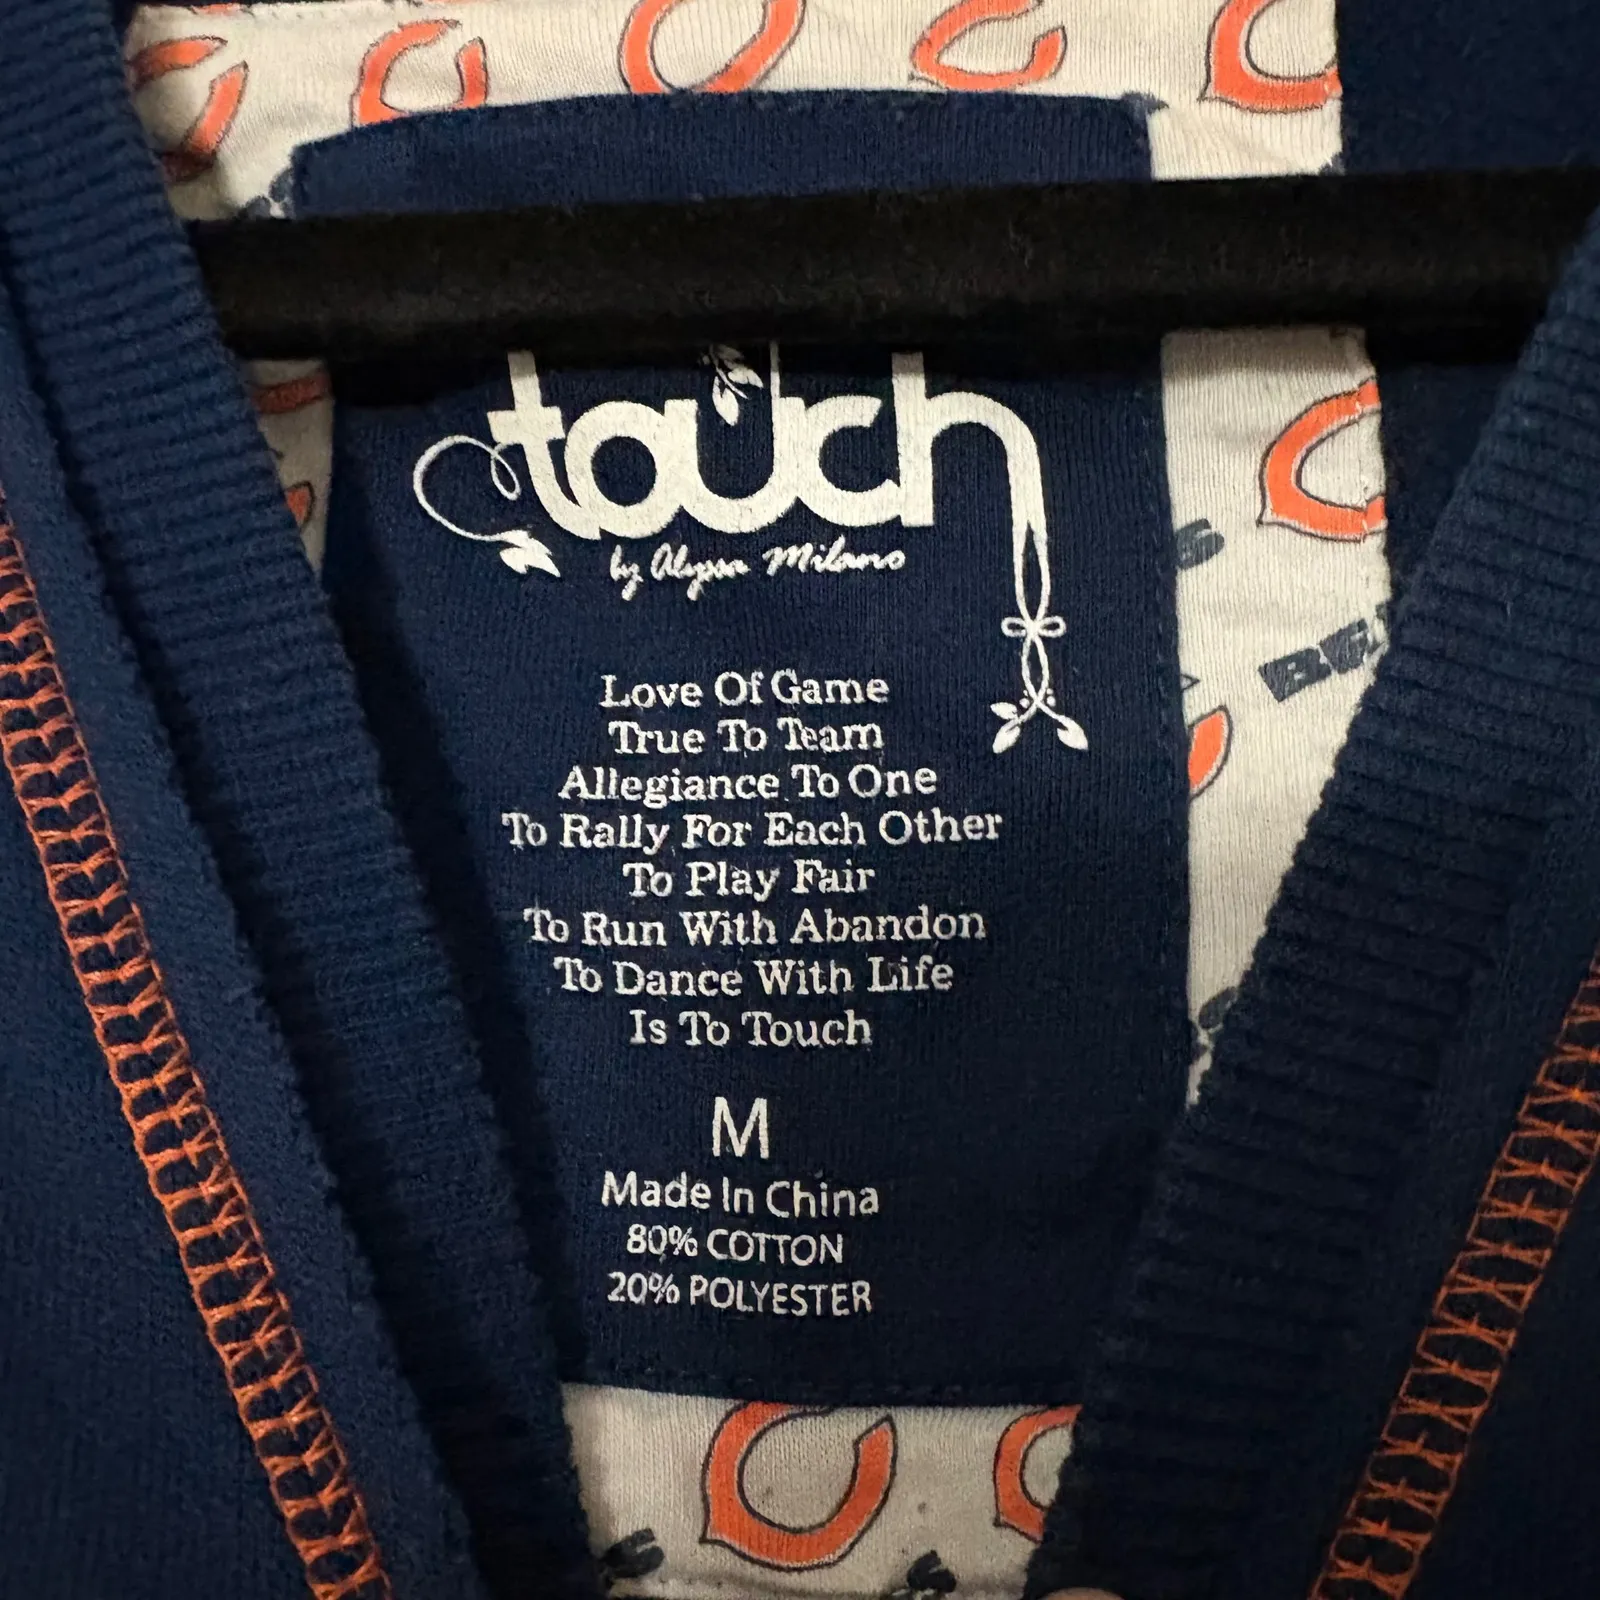 touch
by Alyssa Milano
Love Of Game
True To Team
Allegiance To One
To Rally For Each Other
To Play Fair
To Run With Abandon
To Dance With Life
Is To Touch
M
Made In China
80% COTTON
20% POLYESTER